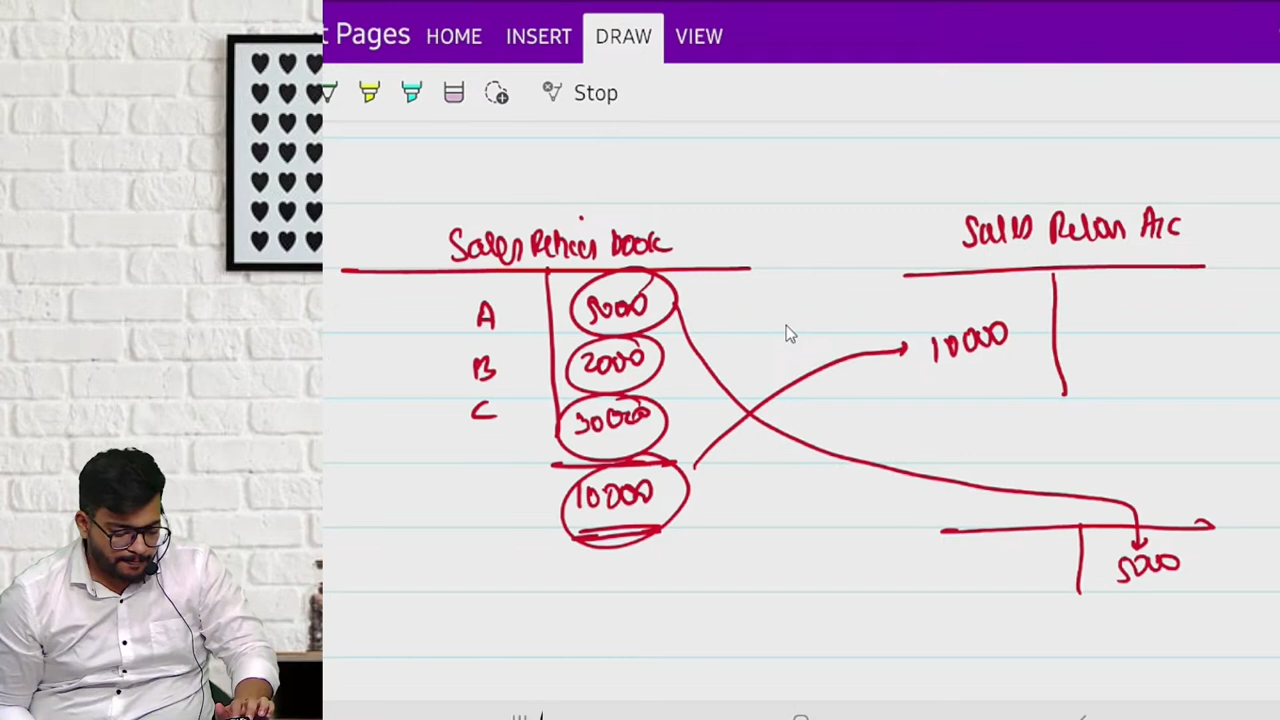 t Pages HOME INSERT DRAW VIEW
Stop
Sales Return book
Sales Return A/c
A 5000
B 2000
C 3000
10000
10000
5000